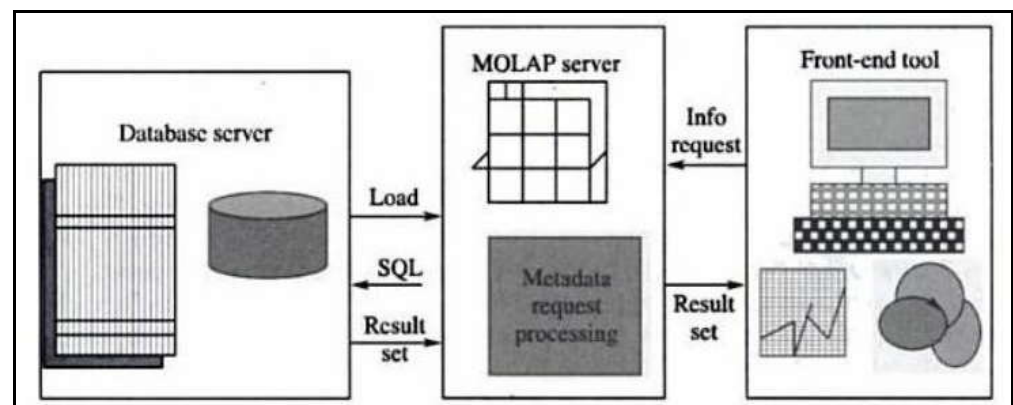 Database server
Load
SQL
Result
set
MOLAP server
Metadata
request
processing
Info
request
Result
set
Front-end tool